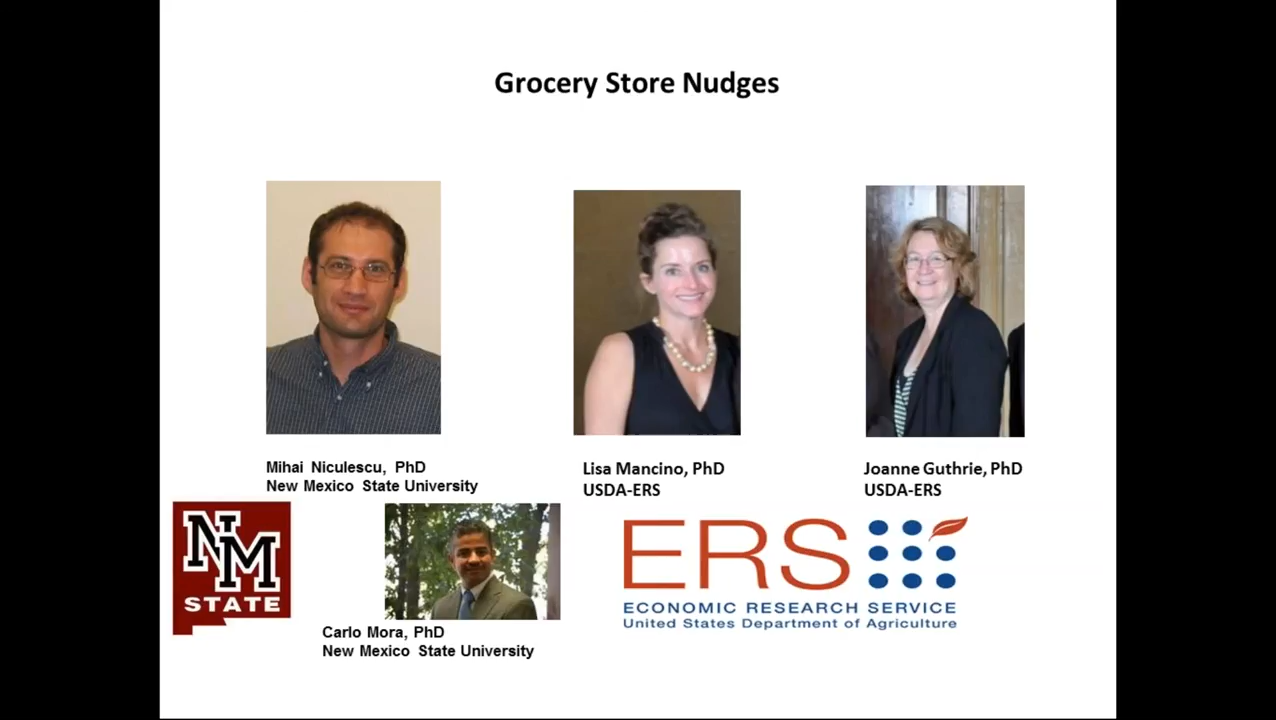 Grocery Store Nudges
Mihai Niculescu, PhD
New Mexico State University
Lisa Mancino, PhD
USDA-ERS
Joanne Guthrie, PhD
USDA-ERS
NM
STATE
Carlo Mora, PhD
New Mexico State University
ERS
ECONOMIC RESEARCH SERVICE
United States Department of Agriculture